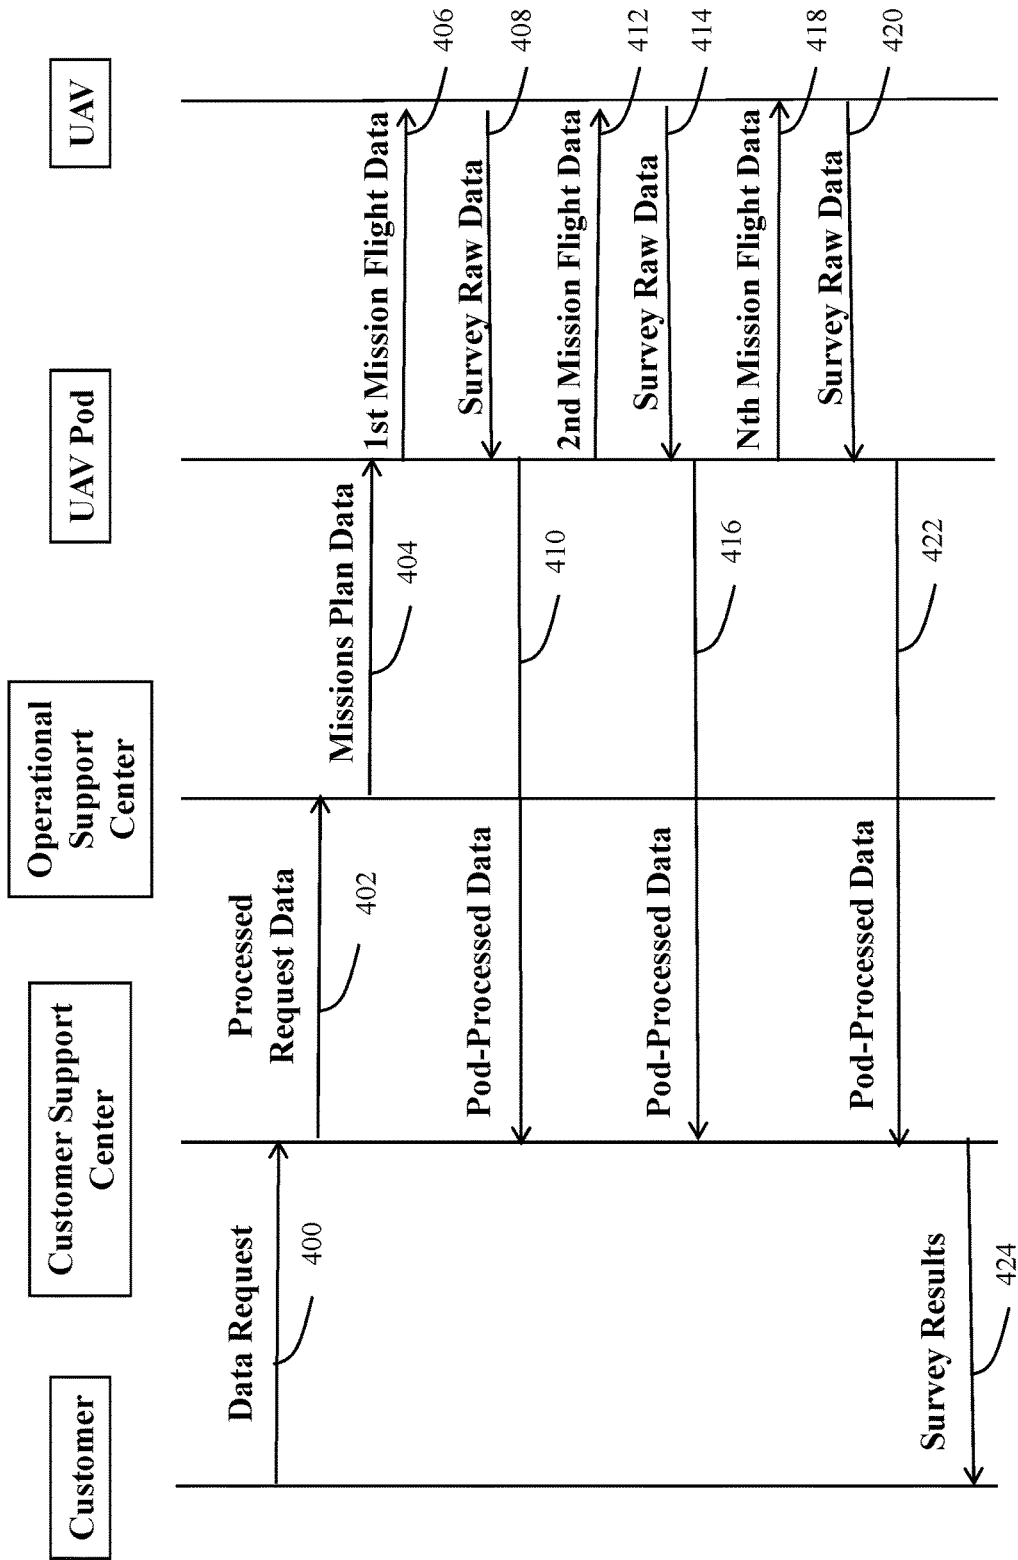 Customer
Customer Support
Center
Operational
Support
Center
UAV Pod
UAV
Data Request
400
Processed
Request Data
402
Missions Plan Data
404
1st Mission Flight Data
406
Survey Raw Data
408
Pod-Processed Data
410
2nd Mission Flight Data
412
Survey Raw Data
414
Pod-Processed Data
416
Nth Mission Flight Data
418
Survey Raw Data
420
Pod-Processed Data
422
Survey Results
424